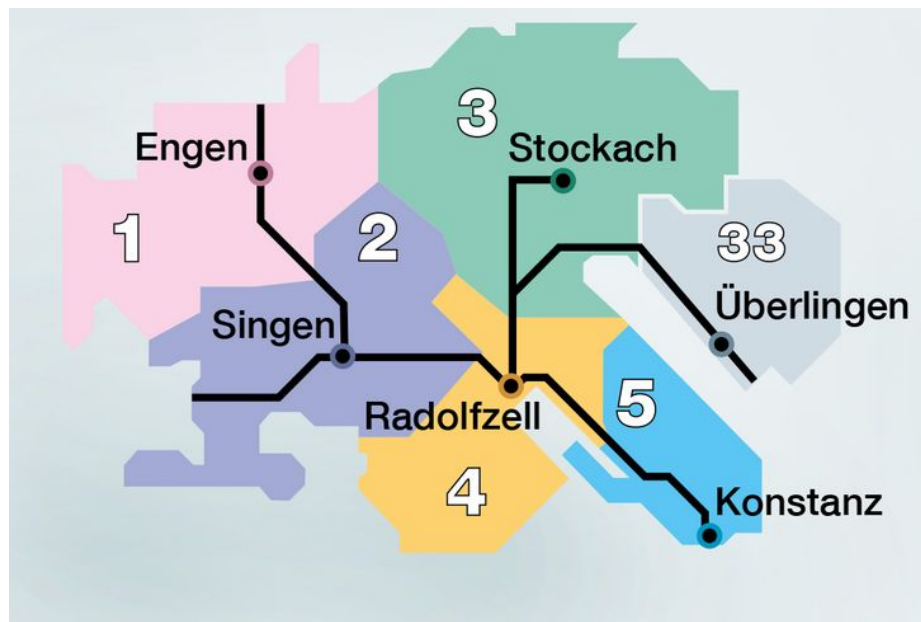 3
Engen
Stockach
1
2
33
Überlingen
Singen
Radolfzell
5
4
Konstanz